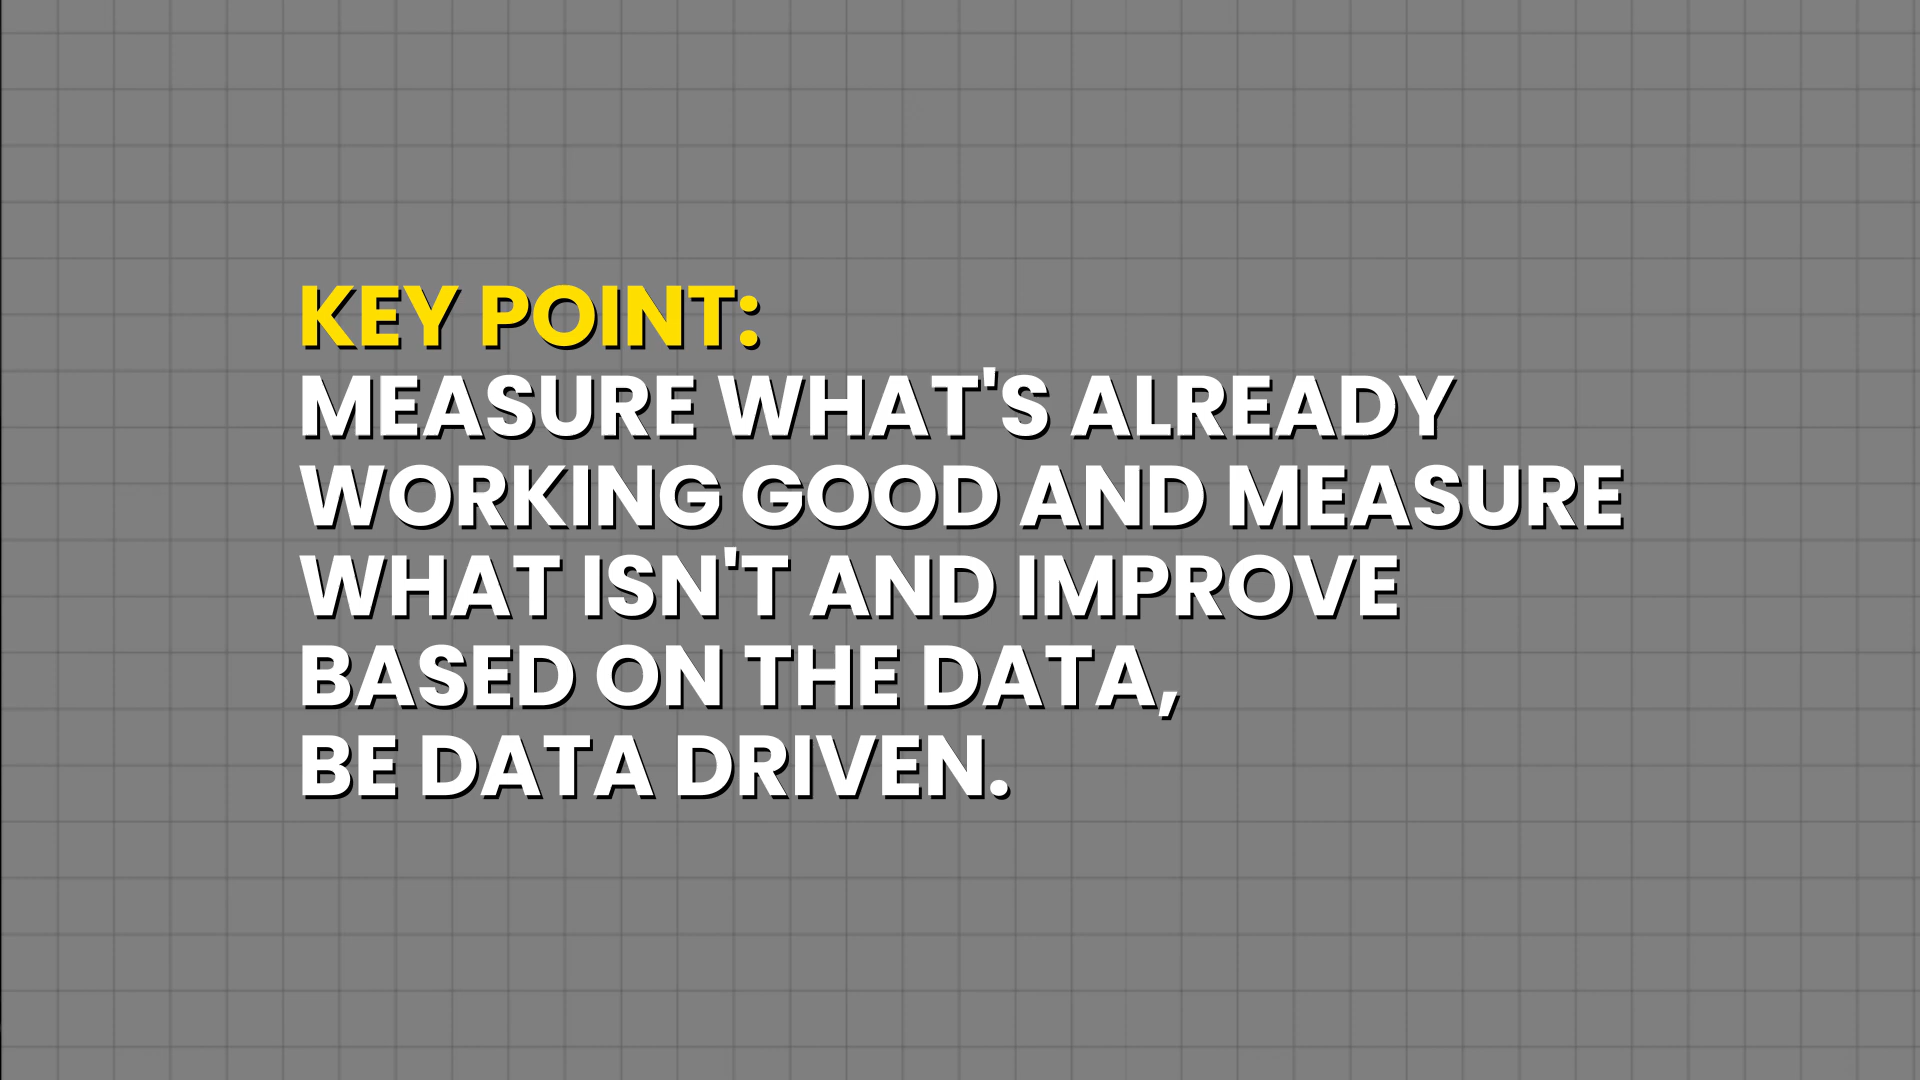 KEY POINT:
MEASURE WHAT'S ALREADY
WORKING GOOD AND MEASURE
WHAT ISN'T AND IMPROVE
BASED ON THE DATA,
BE DATA DRIVEN.